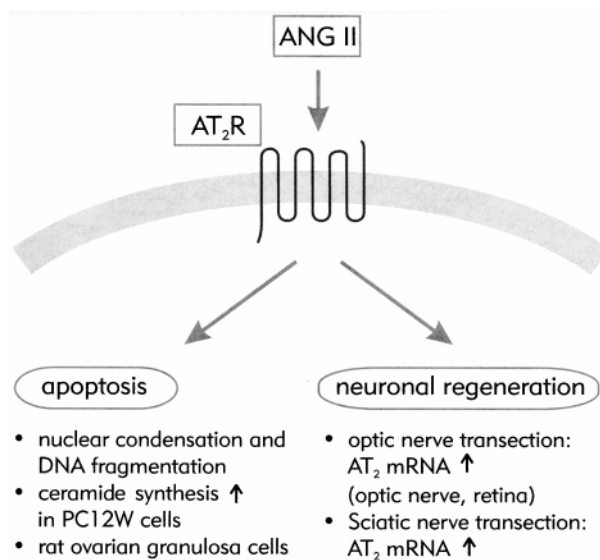 ANG II
AT₂R
apoptosis
• nuclear condensation and
DNA fragmentation
• ceramide synthesis ↑
in PC12W cells
• rat ovarian granulosa cells
neuronal regeneration
• optic nerve transection:
AT₂ mRNA ↑
(optic nerve, retina)
• Sciatic nerve transection:
AT₂ mRNA ↑